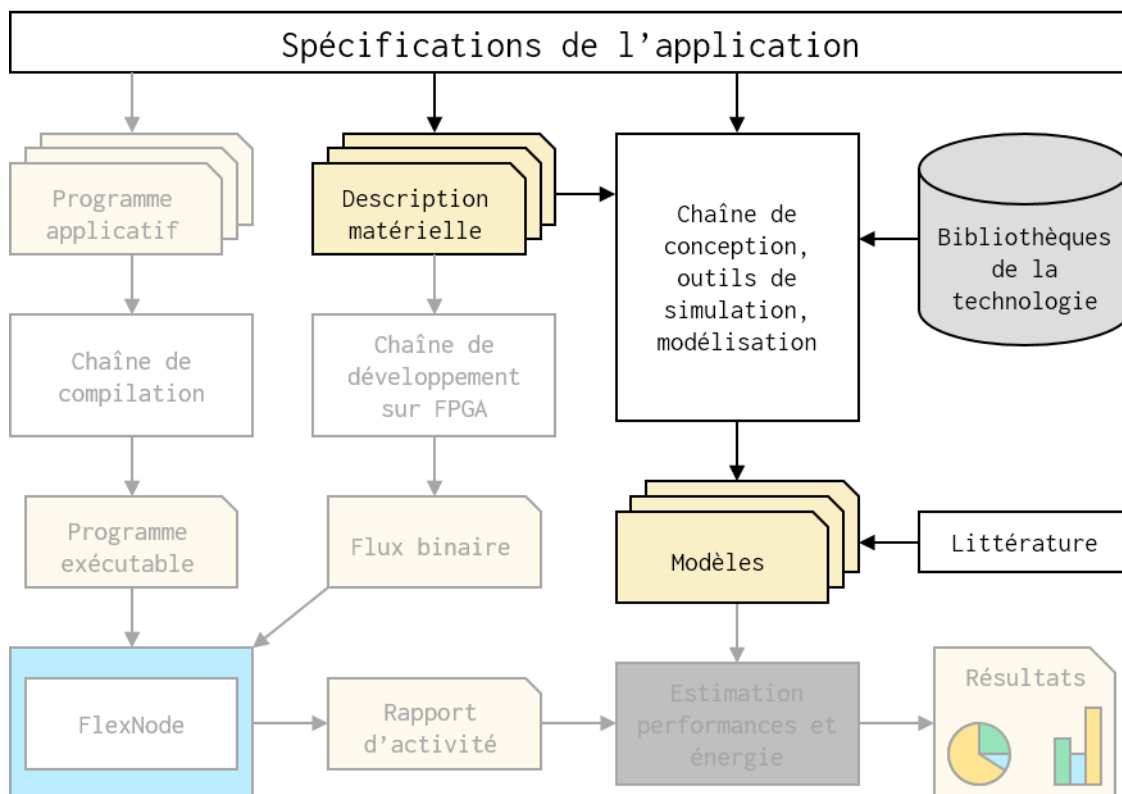 Spécifications de l'application
Programme
applicatif
Description
matérielle
Chaîne de
conception,
outils de
simulation,
modélisation
Bibliothèques
de la
technologie
Chaîne de
compilation
Chaîne de
développement
sur FPGA
Programme
exécutable
Flux binaire
Modèles
Littérature
FlexNode
Rapport
d'activité
Estimation
performances et
énergie
Résultats